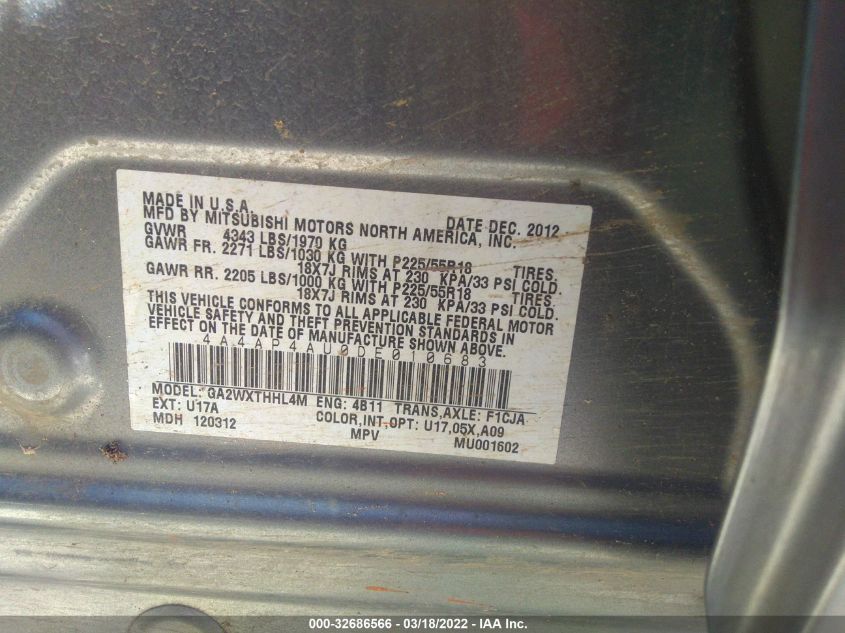 MADE IN U.S.A. DATE DEC. 2012
MFD BY MITSUBISHI MOTORS NORTH AMERICA, INC.
GVWR 4343 LBS/1970 KG
GAWR FR. 2271 LBS/1030 KG WITH P225/55R18 TIRES.
18X7J RIMS AT 230 KPA/33 PSI COLD.
GAWR RR. 2205 LBS/1000 KG WITH P225/55R18 TIRES.
18X7J RIMS AT 230 KPA/33 PSI COLD.
THIS VEHICLE CONFORMS TO ALL APPLICABLE FEDERAL MOTOR
VEHICLE SAFETY AND THEFT PREVENTION STANDARDS IN
EFFECT ON THE DATE OF MANUFACTURE SHOWN ABOVE.
4A4AP4AU0DE010683
MODEL: GA2WXTHHL4M ENG: 4B11 TRANS,AXLE: F1CJA
EXT: U17A COLOR,INT,OPT: U17,05X,A09
MDH 120312 MPV MU001602
000-32686566 - 03/18/2022 - IAA Inc.